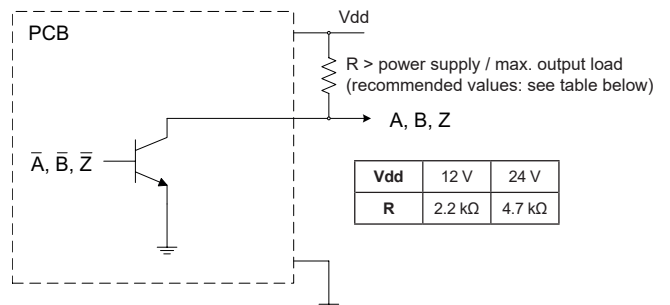 Vdd
PCB
R > power supply / max. output load
(recommended values: see table below)
A, B, Z
A̅, B̅, Z̅
Vdd 12 V 24 V
R 2.2 kΩ 4.7 kΩ